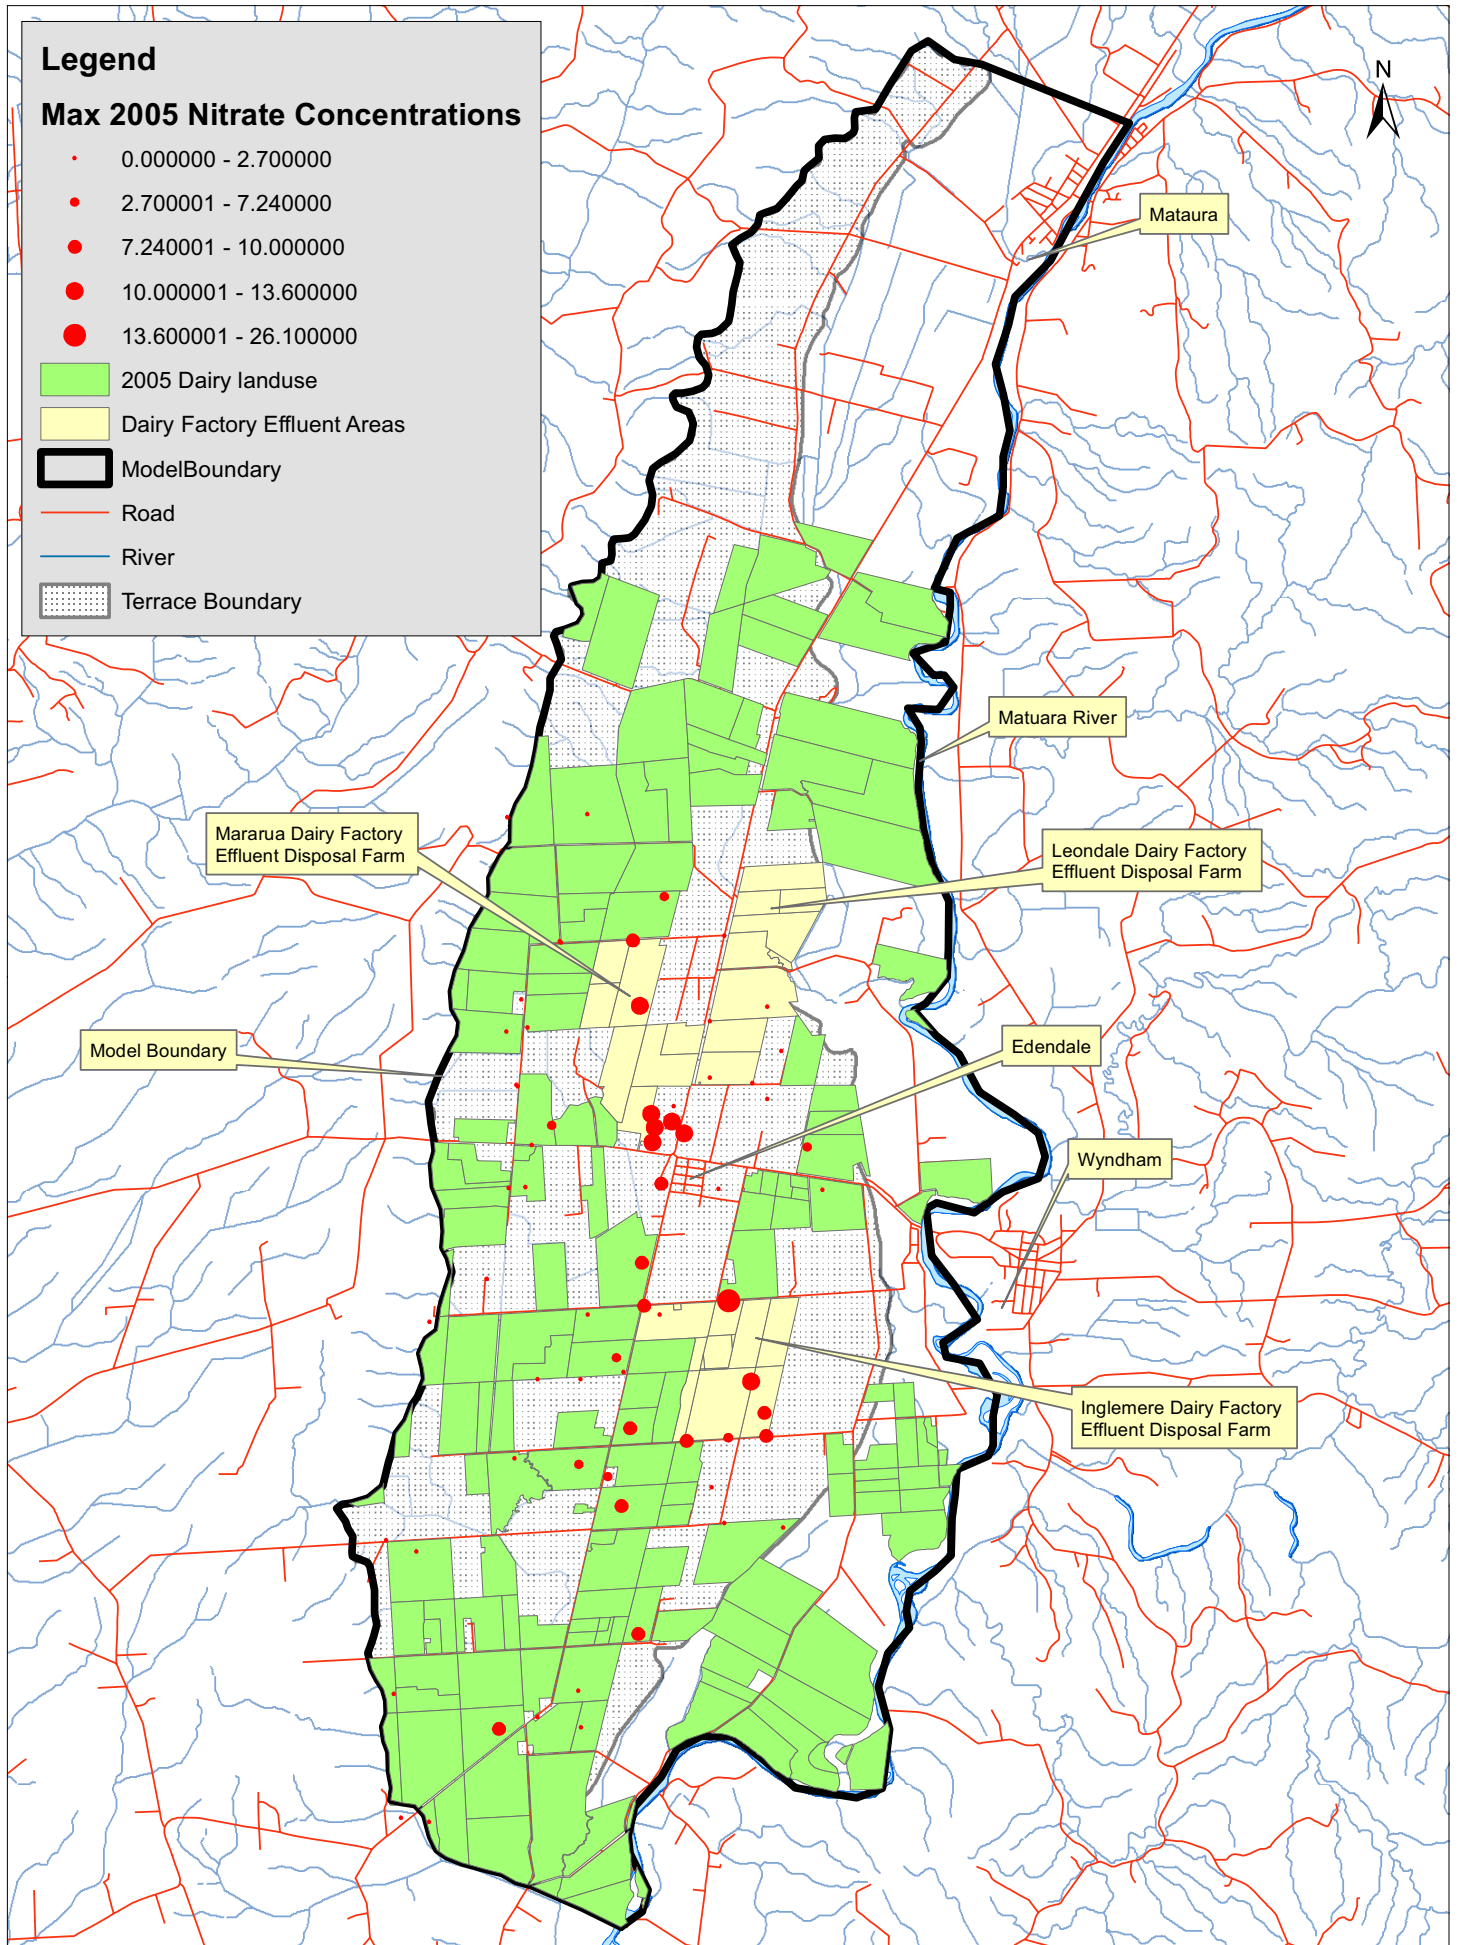 Legend
Max 2005 Nitrate Concentrations
0.000000 - 2.700000
2.700001 - 7.240000
7.240001 - 10.000000
10.000001 - 13.600000
13.600001 - 26.100000
2005 Dairy landuse
Dairy Factory Effluent Areas
ModelBoundary
Road
River
Terrace Boundary
N
Mataura
Matuara River
Mararua Dairy Factory
Effluent Disposal Farm
Leondale Dairy Factory
Effluent Disposal Farm
Model Boundary
Edendale
Wyndham
Inglemere Dairy Factory
Effluent Disposal Farm